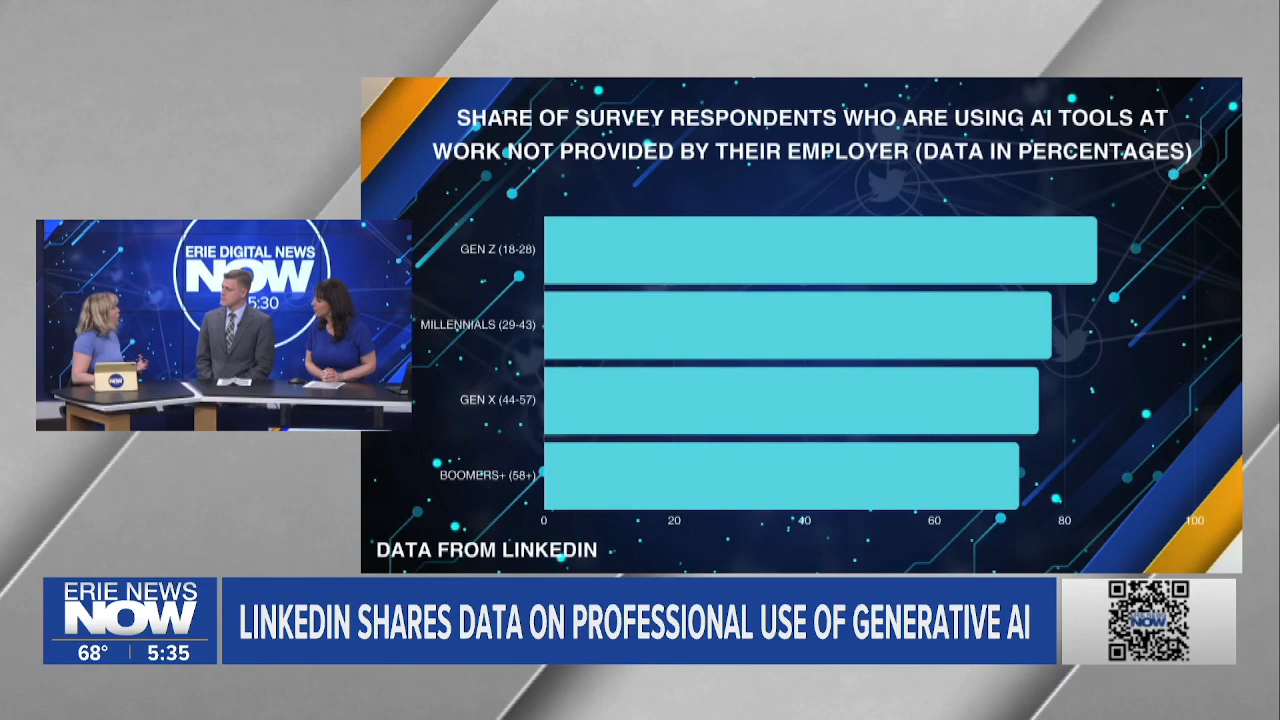 SHARE OF SURVEY RESPONDENTS WHO ARE USING AI TOOLS AT
WORK NOT PROVIDED BY THEIR EMPLOYER (DATA IN PERCENTAGES)
ERIE DIGITAL NEWS
NOW
5:30
GEN Z (18-28)
MILLENNIALS (29-43)
GEN X (44-57)
BOOMERS+ (58+)
0 20 40 60 80 100
DATA FROM LINKEDIN
NOW
ERIE NEWS
NOW
68° 5:35
LINKEDIN SHARES DATA ON PROFESSIONAL USE OF GENERATIVE AI
NOW